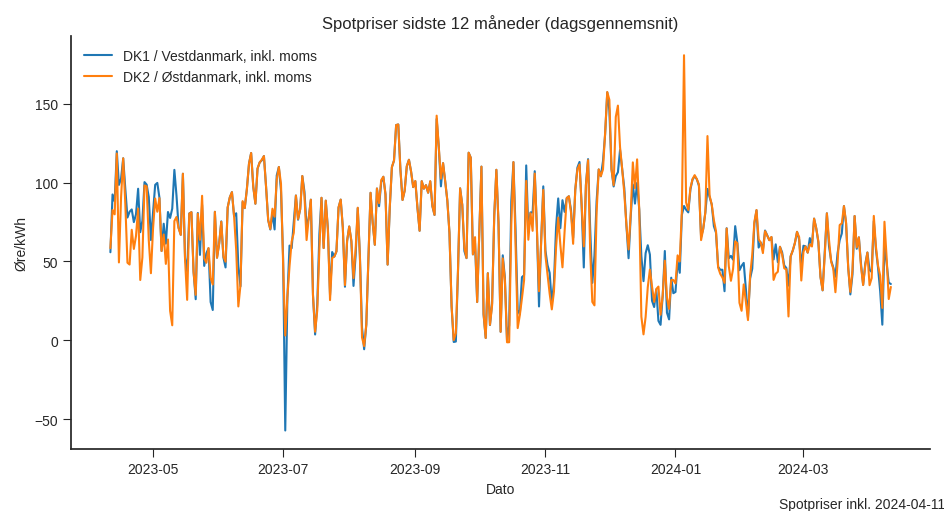 Spotpriser sidste 12 måneder (dagsgennemsnit)
DK1 / Vestdanmark, inkl. moms
DK2 / Østdanmark, inkl. moms
Øre/kWh
150
100
50
0
−50
2023-05
2023-07
2023-09
2023-11
2024-01
2024-03
Dato
Spotpriser inkl. 2024-04-11